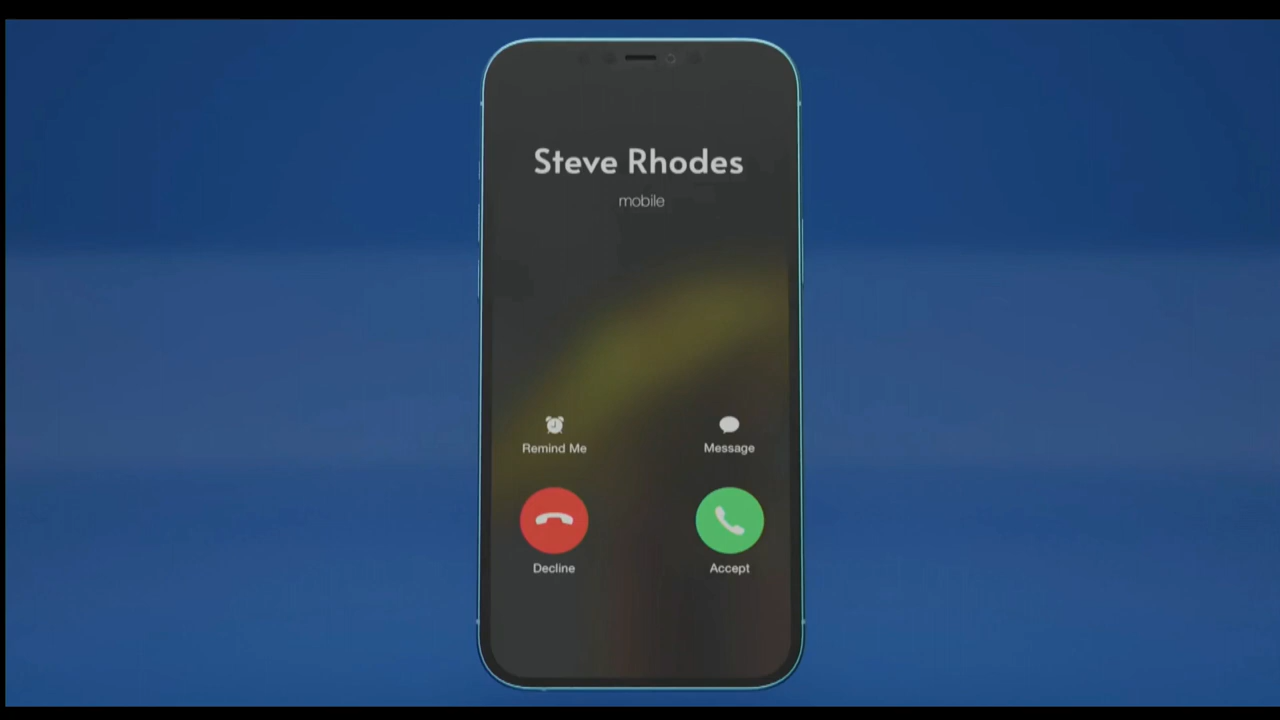 Steve Rhodes
mobile
Remind Me
Message
Decline
Accept